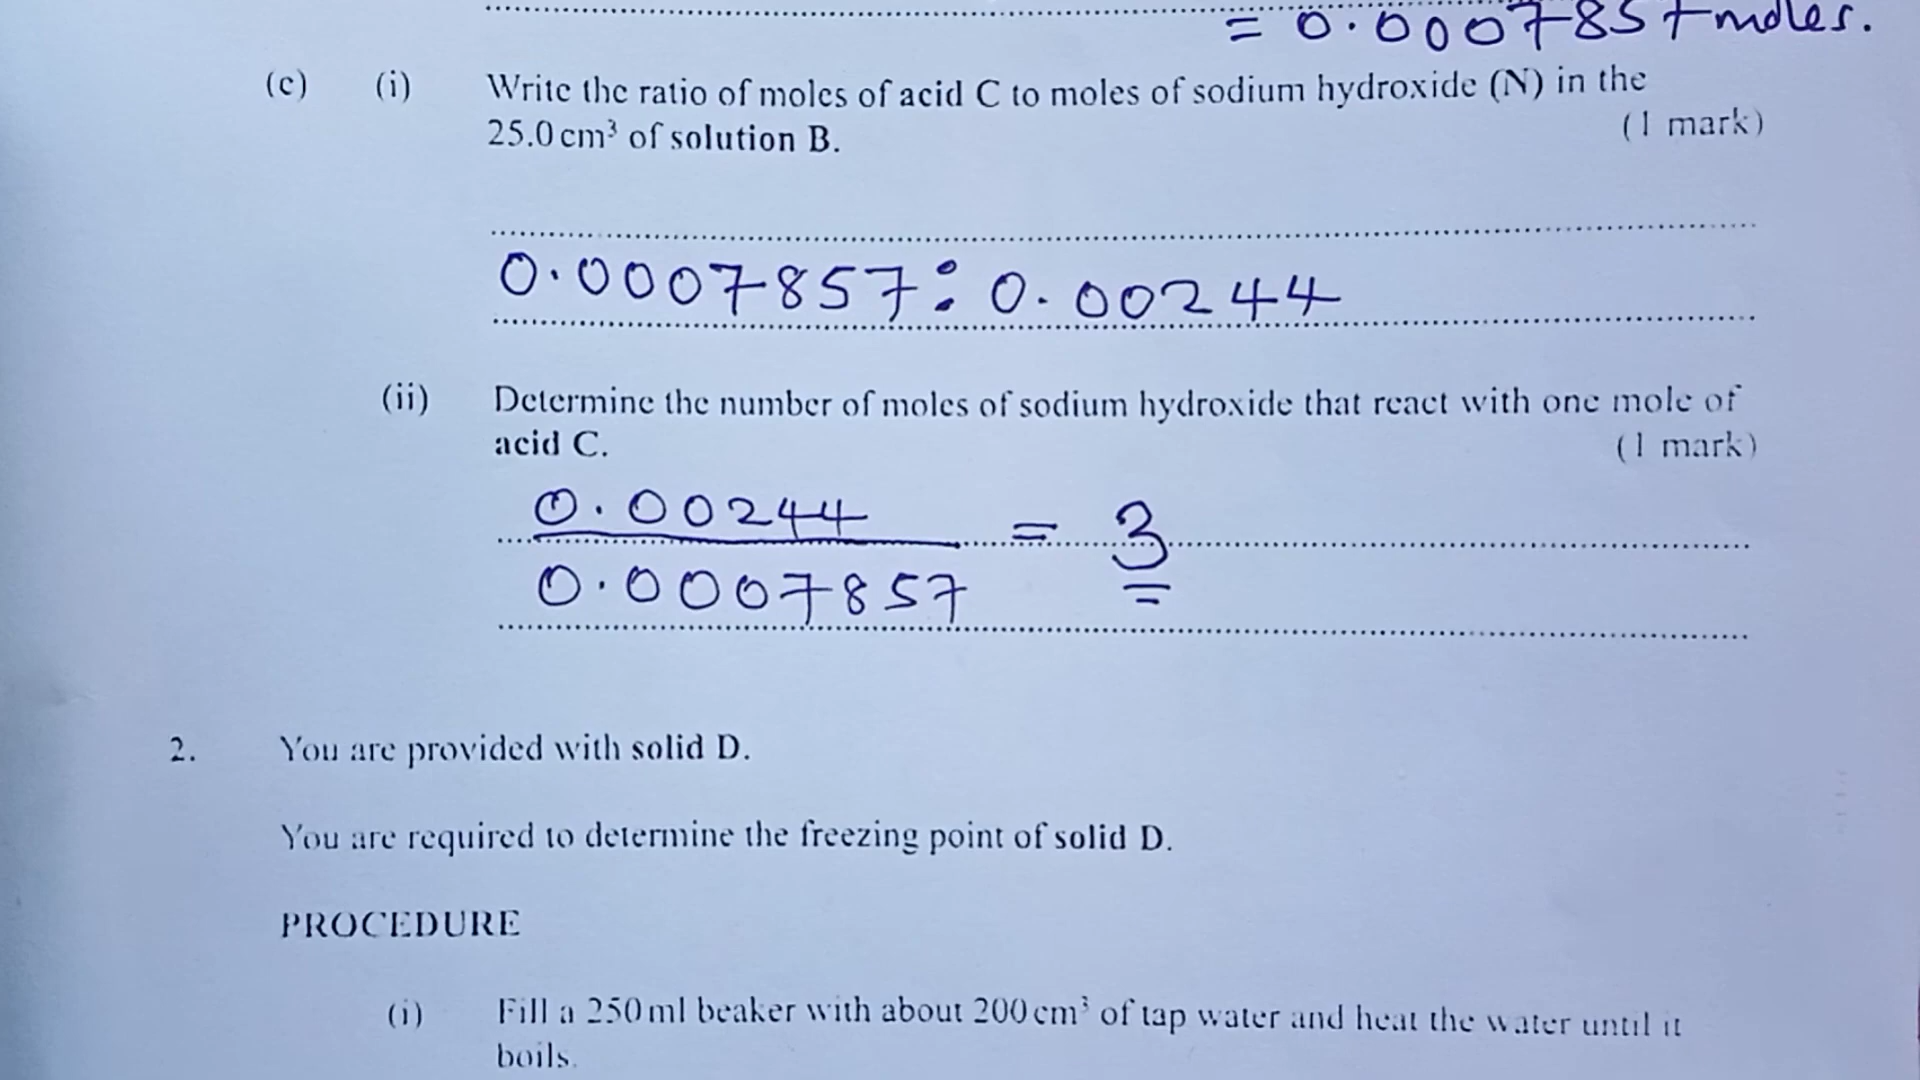 = 0.0007857 moles.
(c) (i) Write the ratio of moles of acid C to moles of sodium hydroxide (N) in the
25.0 cm³ of solution B. (1 mark)
0.0007857 : 0.00244
(ii) Determine the number of moles of sodium hydroxide that react with one mole of
acid C. (1 mark)
0.00244
= 3
0.0007857
2. You are provided with solid D.
You are required to determine the freezing point of solid D.
PROCEDURE
(i) Fill a 250 ml beaker with about 200 cm³ of tap water and heat the water until it
boils.